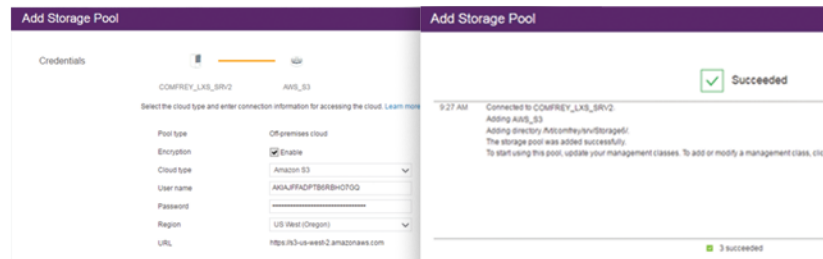 Add Storage Pool
Credentials
COMFREY_LXS_SRV2
AWS_S3
Select the cloud type and enter connection information for accessing the cloud. Learn more
Pool type
Off-premises cloud
Encryption
Enable
Cloud type
Amazon S3
User name
Password
Region
US West (Oregon)
URL
https://s3-us-west-2.amazonaws.com
Add Storage Pool
Succeeded
9:27 AM
Connected to COMFREY_LXS_SRV2.
Adding AWS_S3
Adding directory
The storage pool was added successfully.
To start using this pool, update your management classes. To add or modify a management class, clic
3 succeeded